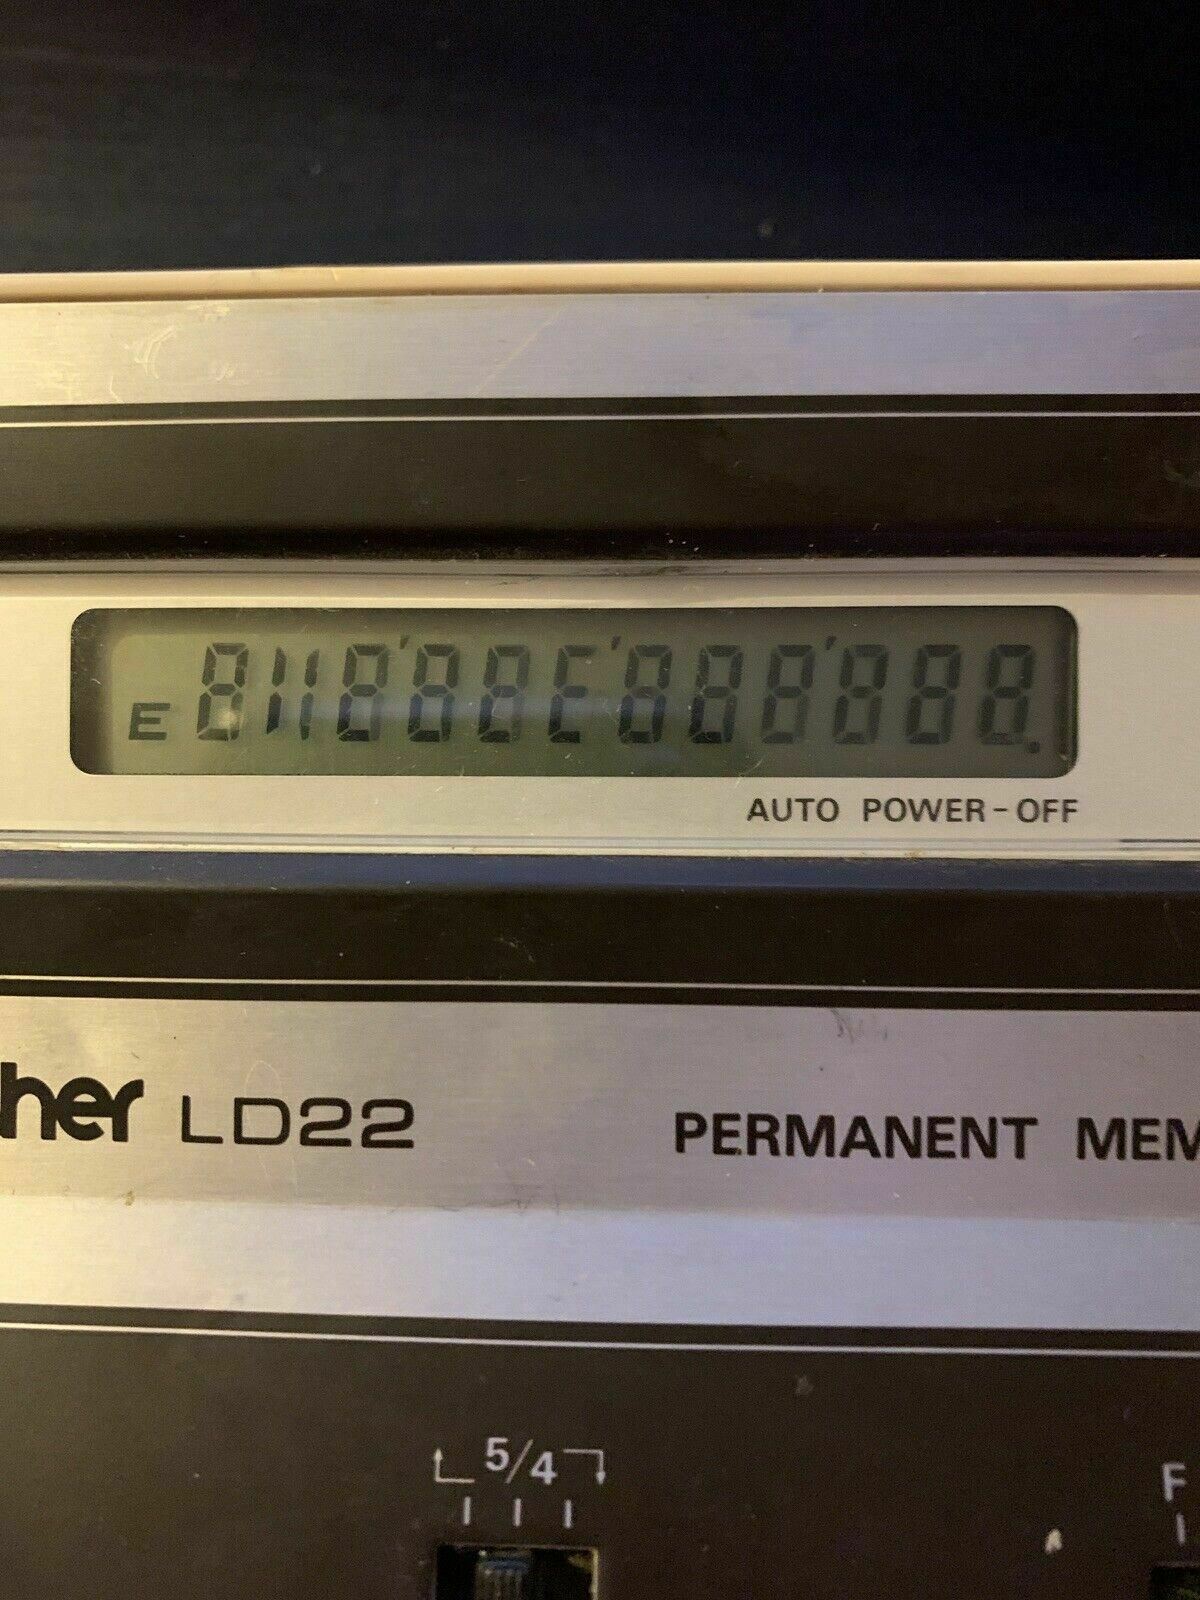 E
AUTO POWER-OFF
her LD22 PERMANENT MEM
5/4
F